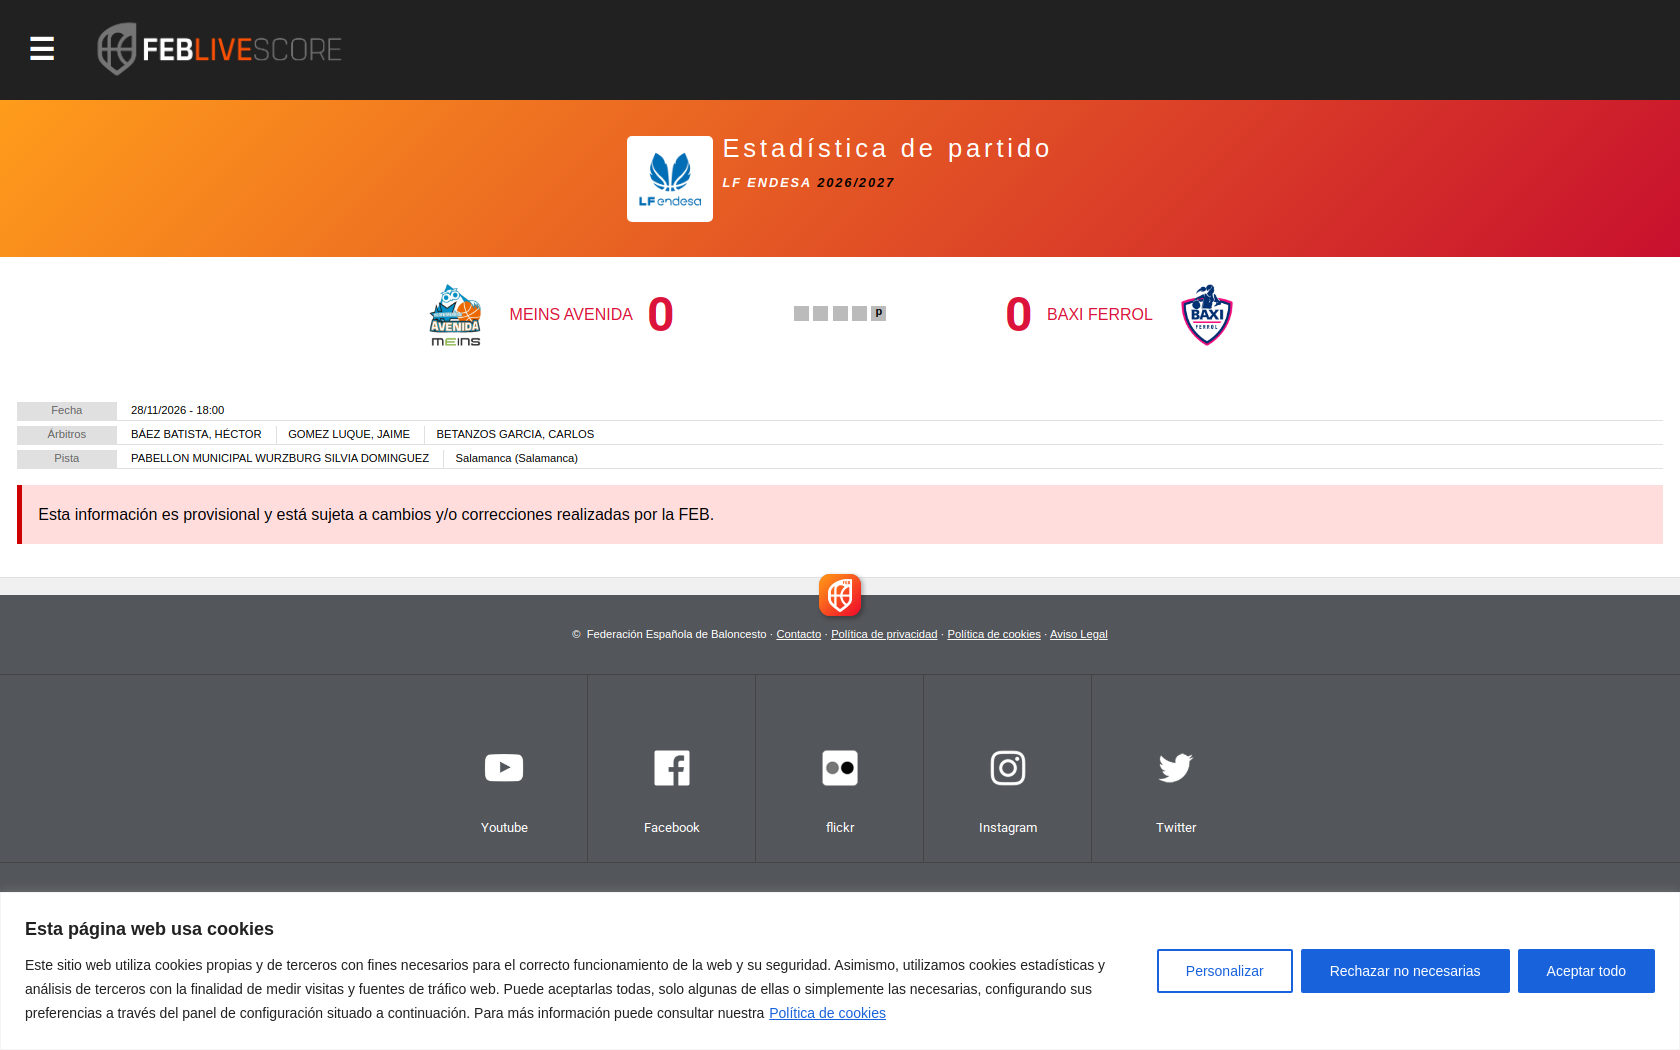 FEBLIVESCORE
Estadística de partido
LF endesa
LF ENDESA 2026/2027
AVENIDA
MEINS
MEINS AVENIDA 0
p
0 BAXI FERROL
BAXI
FERROL
Fecha 28/11/2026 - 18:00
Árbitros BÁEZ BATISTA, HÉCTOR GOMEZ LUQUE, JAIME BETANZOS GARCIA, CARLOS
Pista PABELLON MUNICIPAL WURZBURG SILVIA DOMINGUEZ Salamanca (Salamanca)
Esta información es provisional y está sujeta a cambios y/o correcciones realizadas por la FEB.
© Federación Española de Baloncesto · Contacto · Política de privacidad · Política de cookies · Aviso Legal
Youtube Facebook flickr Instagram Twitter
Esta página web usa cookies
Este sitio web utiliza cookies propias y de terceros con fines necesarios para el correcto funcionamiento de la web y su seguridad. Asimismo, utilizamos cookies estadísticas y
análisis de terceros con la finalidad de medir visitas y fuentes de tráfico web. Puede aceptarlas todas, solo algunas de ellas o simplemente las necesarias, configurando sus
preferencias a través del panel de configuración situado a continuación. Para más información puede consultar nuestra Política de cookies
Personalizar Rechazar no necesarias Aceptar todo